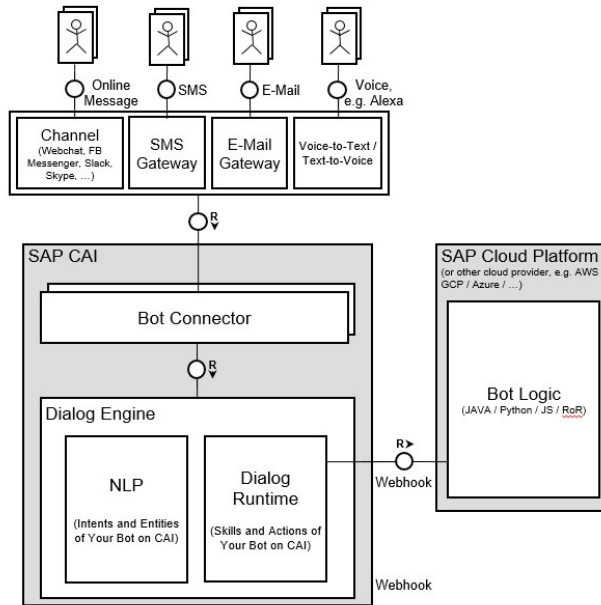 Online
Message
SMS
E-Mail
Voice,
e.g. Alexa
Channel
(Webchat, FB
Messenger, Slack,
Skype, ...)
SMS
Gateway
E-Mail
Gateway
Voice-to-Text /
Text-to-Voice
R
SAP CAI
SAP Cloud Platform
(or other cloud provider, e.g. AWS
GCP / Azure / ...)
Bot Connector
R
Bot Logic
(JAVA / Python / JS / RoR)
Dialog Engine
NLP
(Intents and Entities
of Your Bot on CAI)
Dialog
Runtime
(Skills and Actions of
Your Bot on CAI)
R
Webhook
Webhook